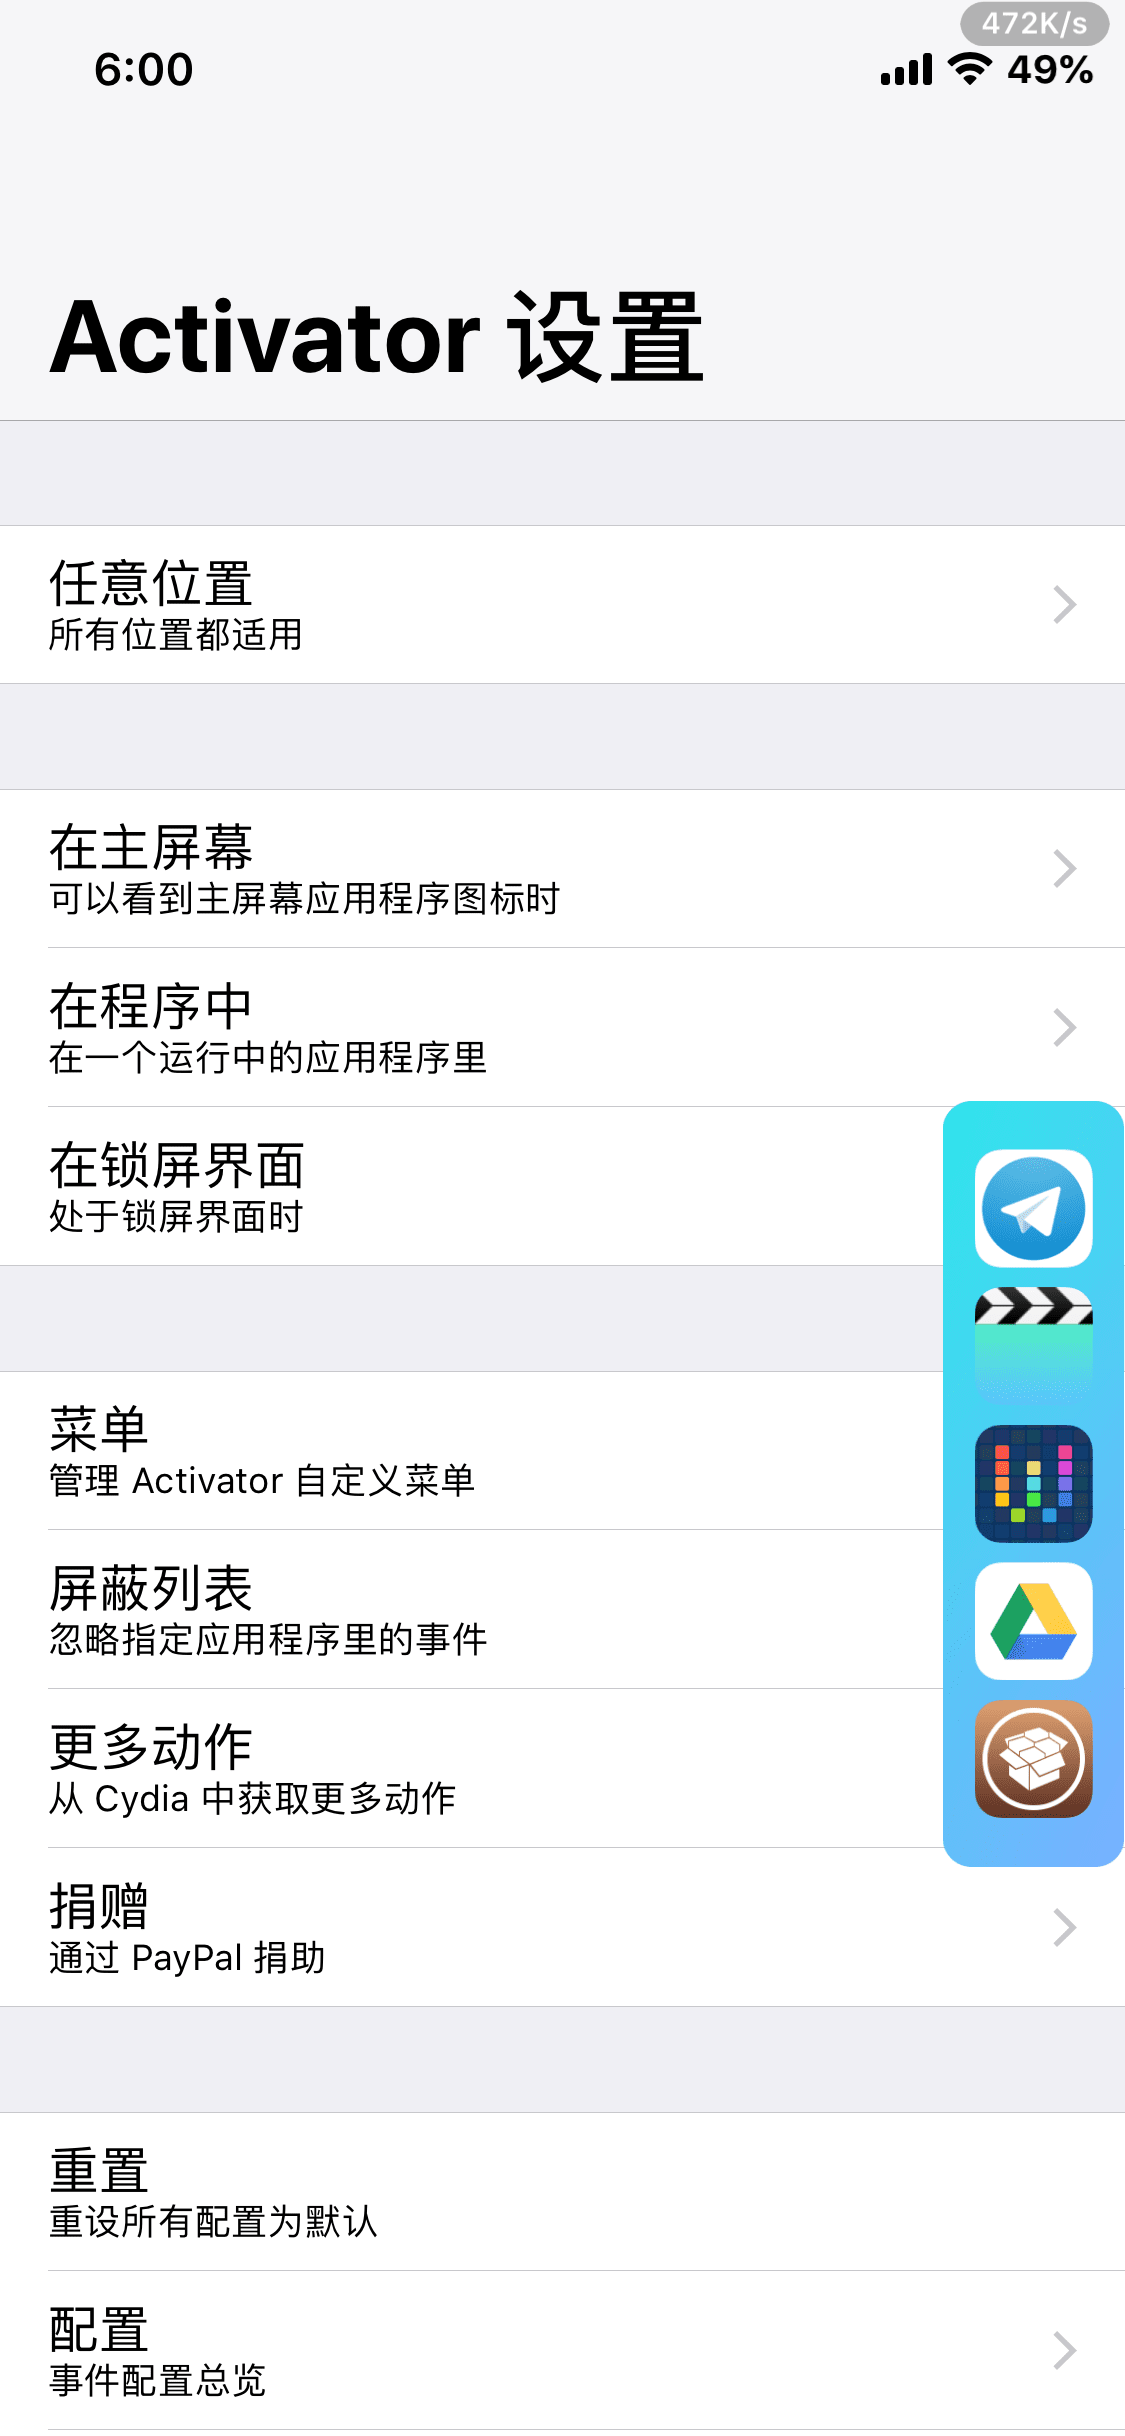 472K/s
6:00
49%
Activator 设置
任意位置
所有位置都适用
在主屏幕
可以看到主屏幕应用程序图标时
在程序中
在一个运行中的应用程序里
在锁屏界面
处于锁屏界面时
菜单
管理 Activator 自定义菜单
屏蔽列表
忽略指定应用程序里的事件
更多动作
从 Cydia 中获取更多动作
捐赠
通过 PayPal 捐助
重置
重设所有配置为默认
配置
事件配置总览